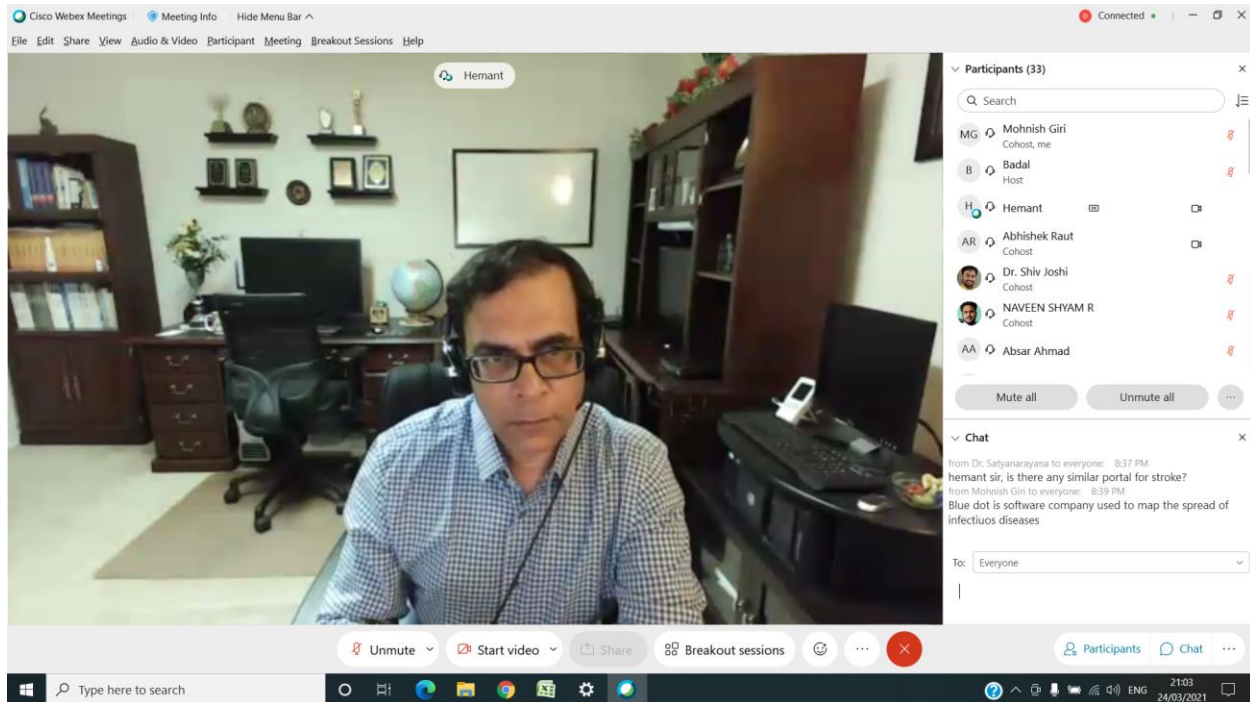 Cisco Webex Meetings Meeting Info Hide Menu Bar
Connected
File Edit Share View Audio & Video Participant Meeting Breakout Sessions Help
Hemant
Participants (33)
Search
MG Mohnish Giri
Cohost, me
B Badal
Host
H Hemant
AR Abhishek Raut
Cohost
Dr. Shiv Joshi
Cohost
NAVEEN SHYAM R
Cohost
AA Absar Ahmad
Mute all Unmute all
Chat
from Dr. Satyanarayana to everyone: 8:37 PM
hemant sir, is there any similar portal for stroke?
from Mohnish Giri to everyone: 8:39 PM
Blue dot is software company used to map the spread of
infectiuos diseases
To: Everyone
Unmute Start video Share Breakout sessions
Participants Chat
Type here to search
ENG
21:03
24/03/2021